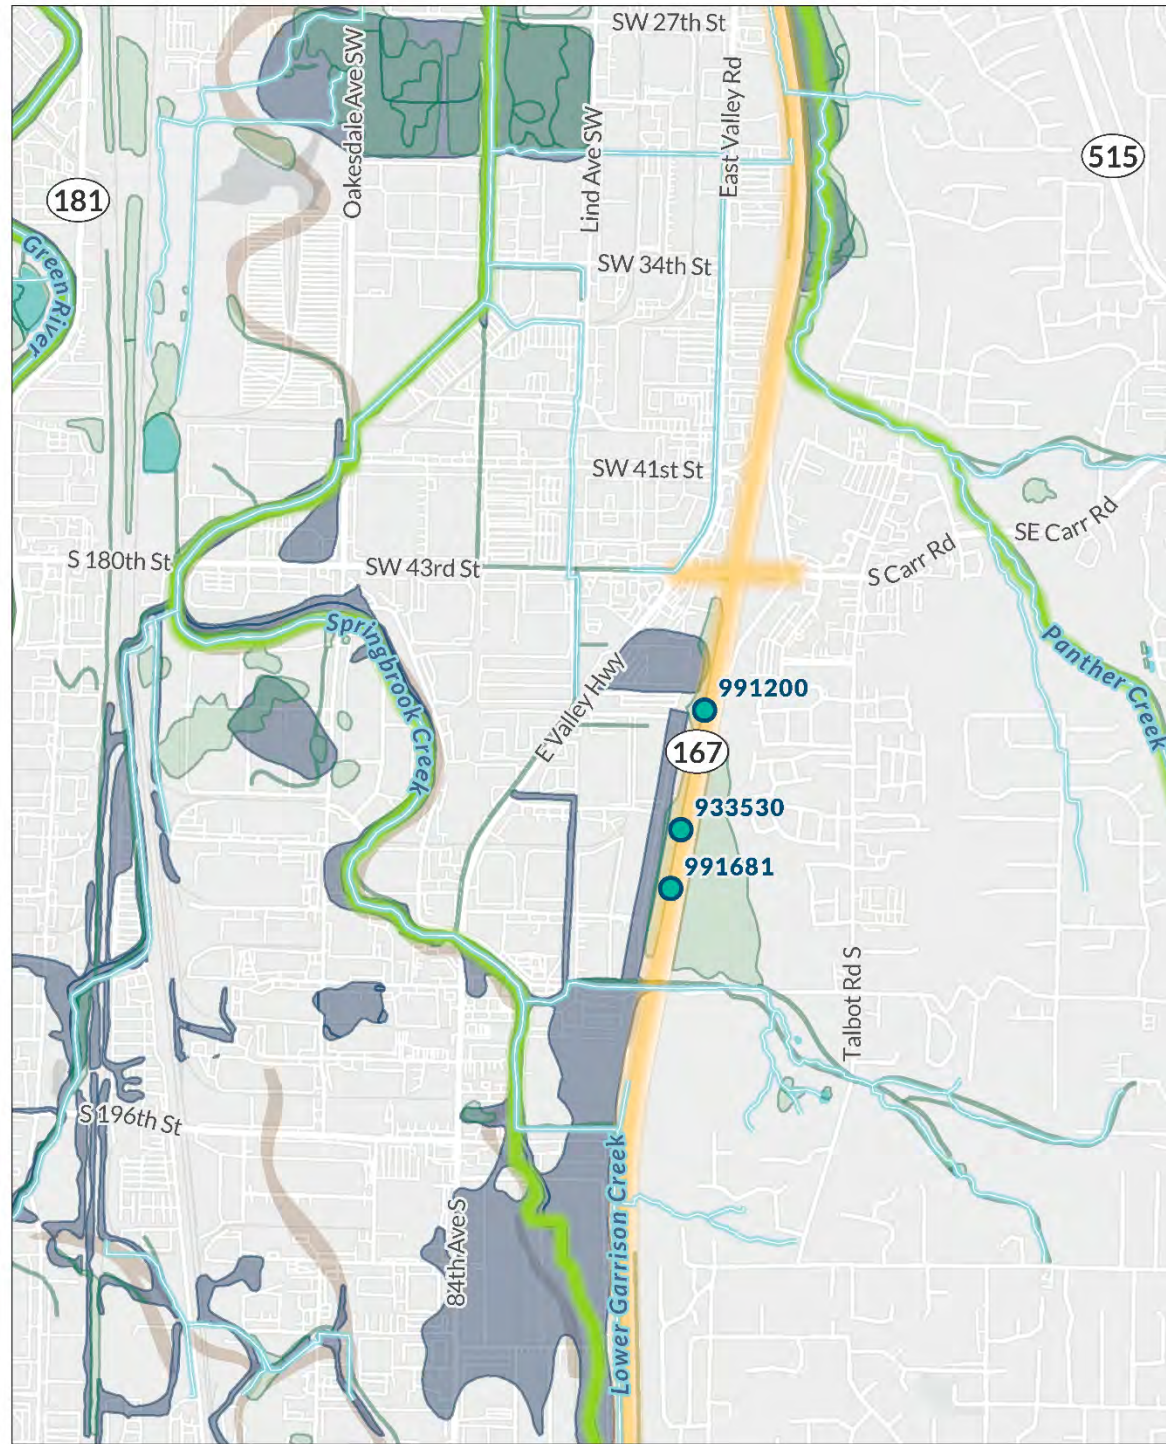 SW 27th St
Oakesdale Ave SW
Lind Ave SW
East Valley Rd
515
181
Green River
SW 34th St
SW 41st St
SE Carr Rd
S Carr Rd
S 180th St
SW 43rd St
Springbrook Creek
Panther Creek
E Valley Hwy
991200
167
933530
991681
Talbot Rd S
S 196th St
84th Ave S
Lower Garrison Creek